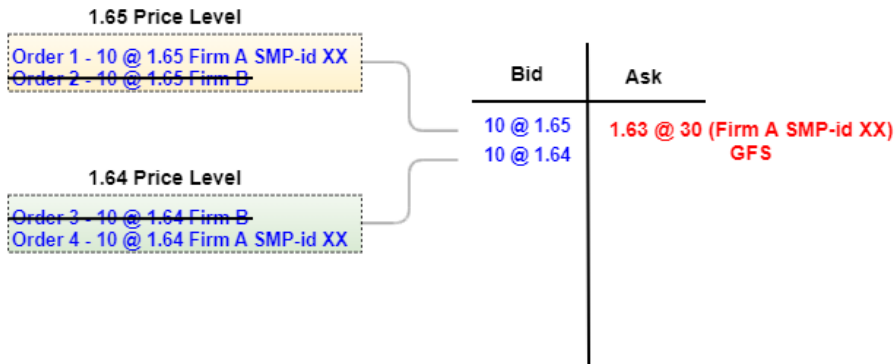 1.65 Price Level
Order 1 - 10 @ 1.65 Firm A SMP-id XX
Order 2 - 10 @ 1.65 Firm B
1.64 Price Level
Order 3 - 10 @ 1.64 Firm B
Order 4 - 10 @ 1.64 Firm A SMP-id XX
Bid Ask
10 @ 1.65 1.63 @ 30 (Firm A SMP-id XX)
10 @ 1.64 GFS